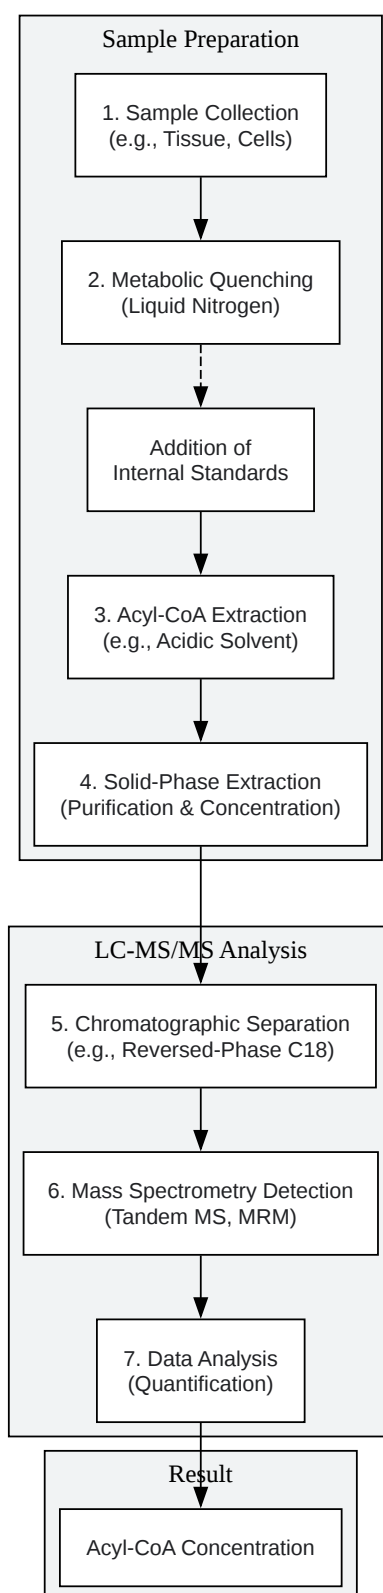 Sample Preparation
1. Sample Collection
(e.g., Tissue, Cells)
2. Metabolic Quenching
(Liquid Nitrogen)
Addition of
Internal Standards
3. Acyl-CoA Extraction
(e.g., Acidic Solvent)
4. Solid-Phase Extraction
(Purification & Concentration)
LC-MS/MS Analysis
5. Chromatographic Separation
(e.g., Reversed-Phase C18)
6. Mass Spectrometry Detection
(Tandem MS, MRM)
7. Data Analysis
(Quantification)
Result
Acyl-CoA Concentration